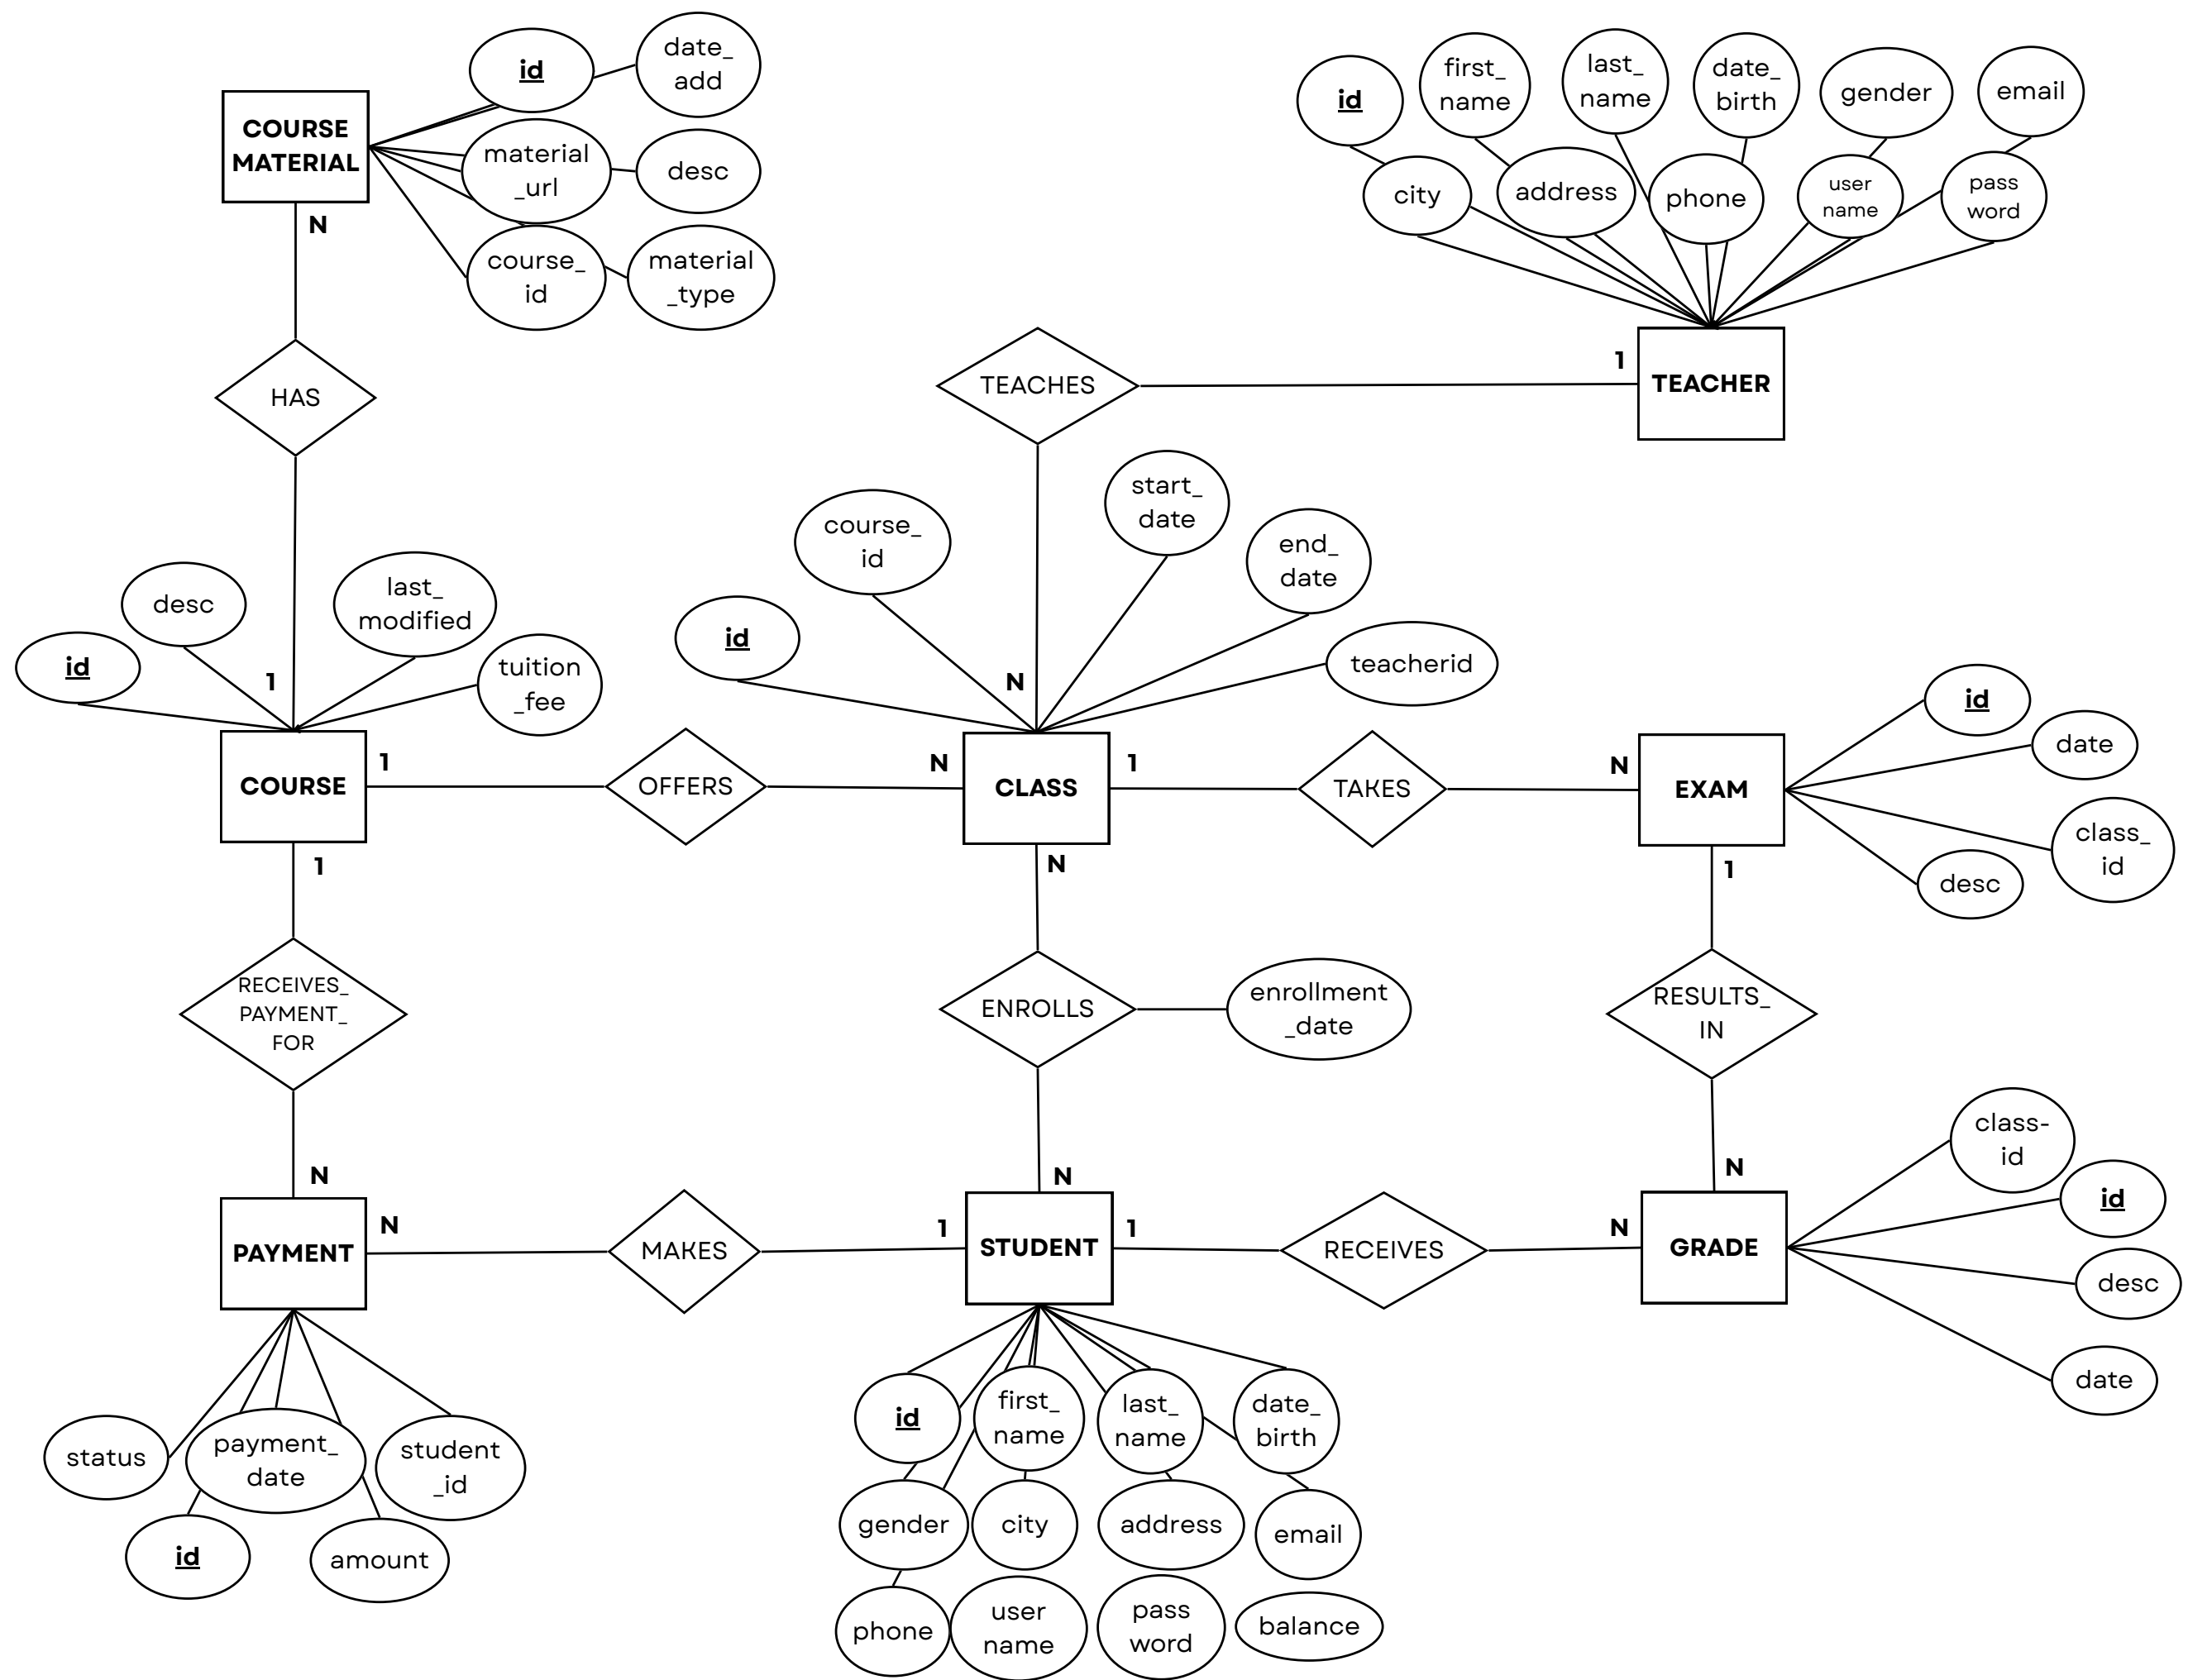 id
date_
add
COURSE
MATERIAL
material
_url
desc
course_
id
material
_type
N
HAS
id
first_
name
last_
name
date_
birth
gender
email
city
address
phone
user
name
pass
word
TEACHES
1
TEACHER
course_
id
start_
date
end_
date
id
teacherid
N
desc
last_
modified
id
tuition
_fee
1
COURSE
1
OFFERS
N
CLASS
1
TAKES
N
EXAM
id
date
class_
id
desc
1
N
1
RECEIVES_
PAYMENT_
FOR
ENROLLS
enrollment
_date
RESULTS_
IN
N
N
N
PAYMENT
N
MAKES
1
STUDENT
1
RECEIVES
N
GRADE
class-
id
id
desc
date
status
payment_
date
student
_id
id
amount
id
first_
name
last_
name
date_
birth
gender
city
address
email
phone
user
name
pass
word
balance